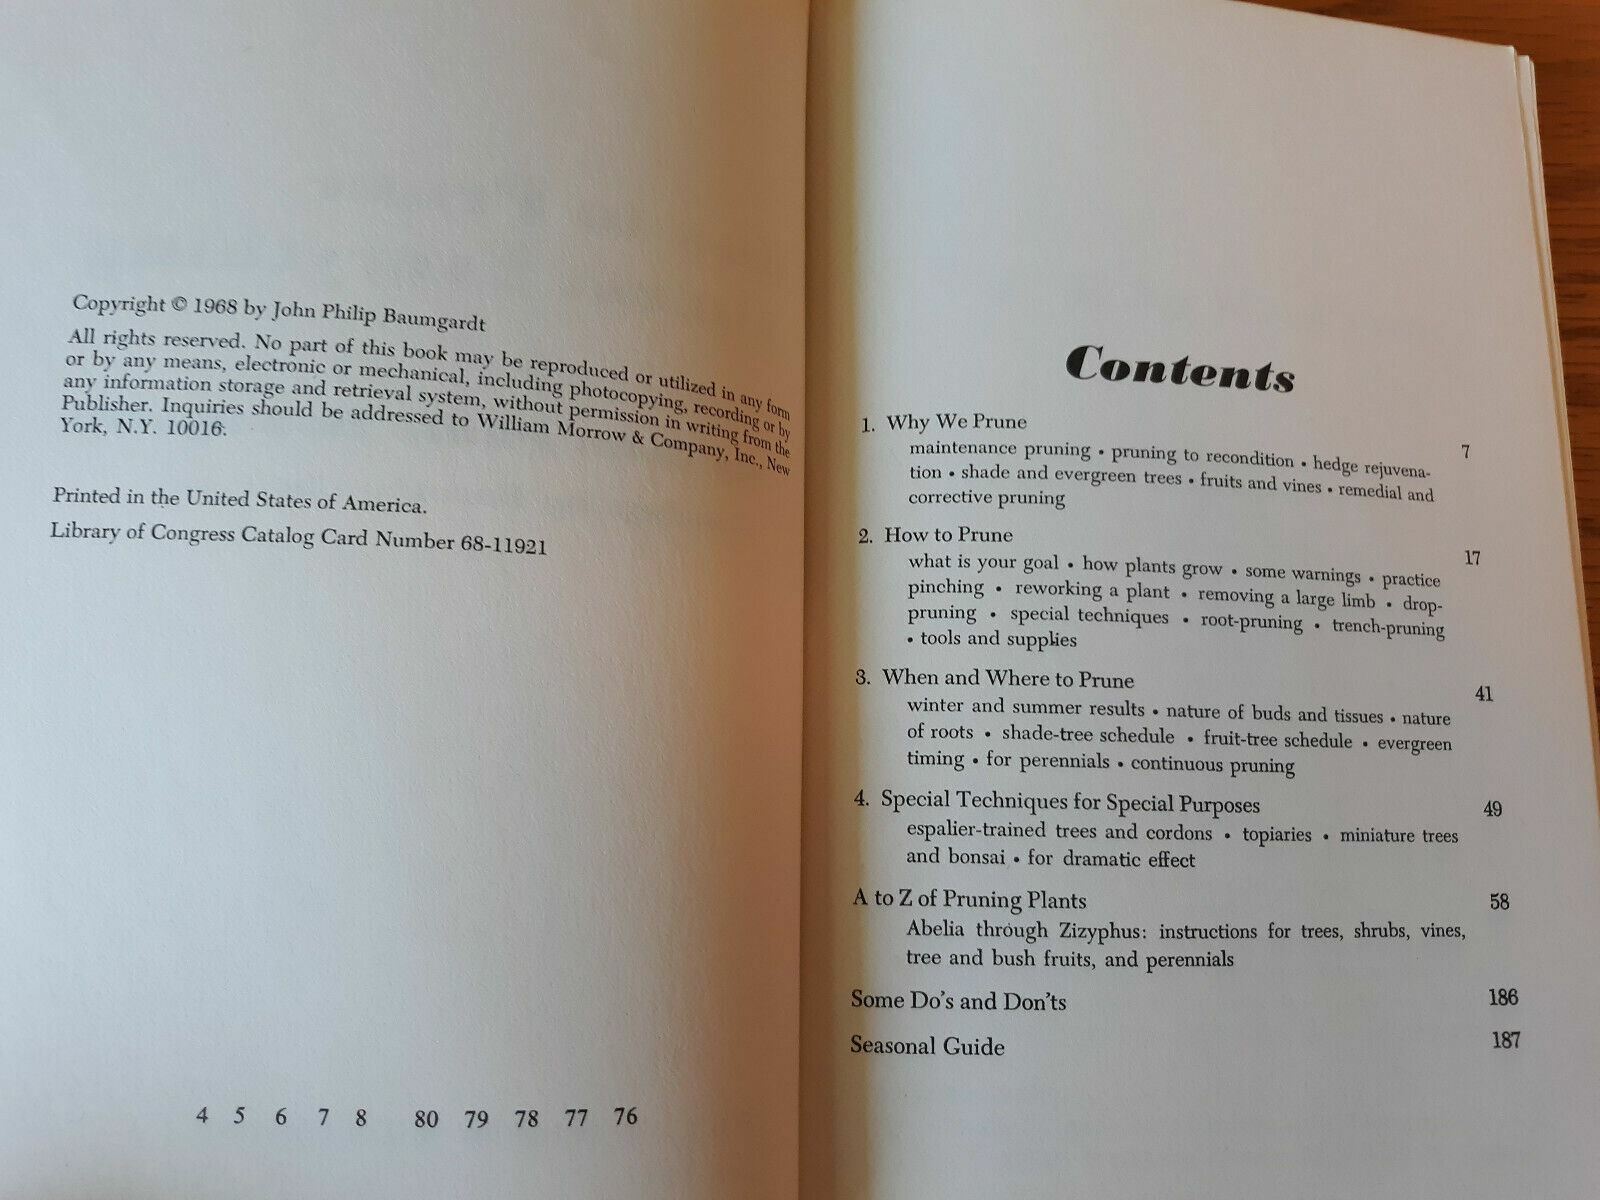 Copyright © 1968 by John Philip Baumgardt
All rights reserved. No part of this book may be reproduced or utilized in any form
or by any means, electronic or mechanical, including photocopying, recording or by
any information storage and retrieval system, without permission in writing from the
Publisher. Inquiries should be addressed to William Morrow & Company, Inc., New
York, N.Y. 10016.
Printed in the United States of America.
Library of Congress Catalog Card Number 68-11921
4 5 6 7 8 80 79 78 77 76
Contents
1. Why We Prune 7
maintenance pruning • pruning to recondition • hedge rejuvena-
tion • shade and evergreen trees • fruits and vines • remedial and
corrective pruning
2. How to Prune 17
what is your goal • how plants grow • some warnings • practice
pinching • reworking a plant • removing a large limb • drop-
pruning • special techniques • root-pruning • trench-pruning
• tools and supplies
3. When and Where to Prune 41
winter and summer results • nature of buds and tissues • nature
of roots • shade-tree schedule • fruit-tree schedule • evergreen
timing • for perennials • continuous pruning
4. Special Techniques for Special Purposes 49
espalier-trained trees and cordons • topiaries • miniature trees
and bonsai • for dramatic effect
A to Z of Pruning Plants 58
Abelia through Zizyphus: instructions for trees, shrubs, vines,
tree and bush fruits, and perennials
Some Do's and Don'ts 186
Seasonal Guide 187